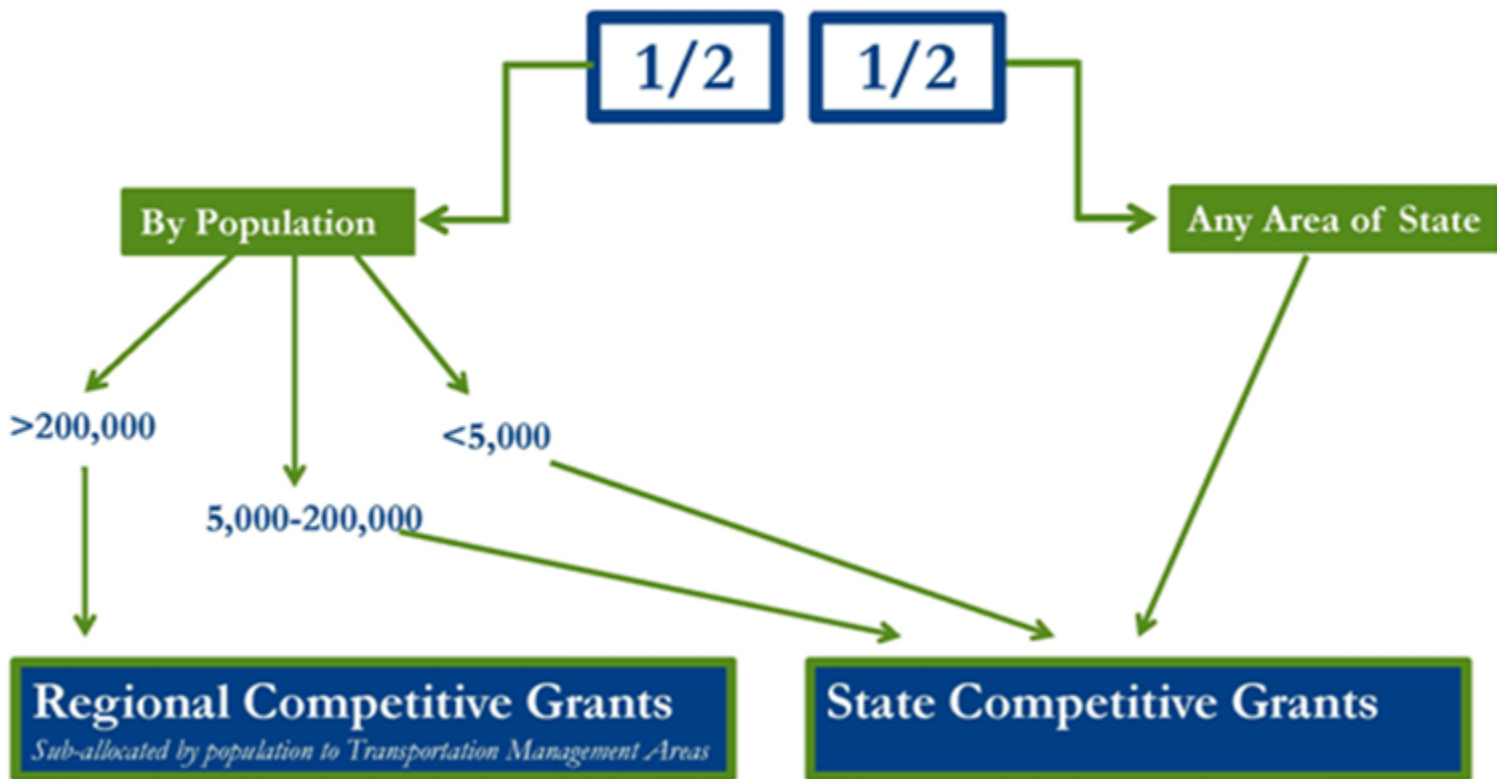 1/2
1/2
By Population
Any Area of State
>200,000
<5,000
5,000-200,000
Regional Competitive Grants
Sub-allocated by population to Transportation Management Areas
State Competitive Grants